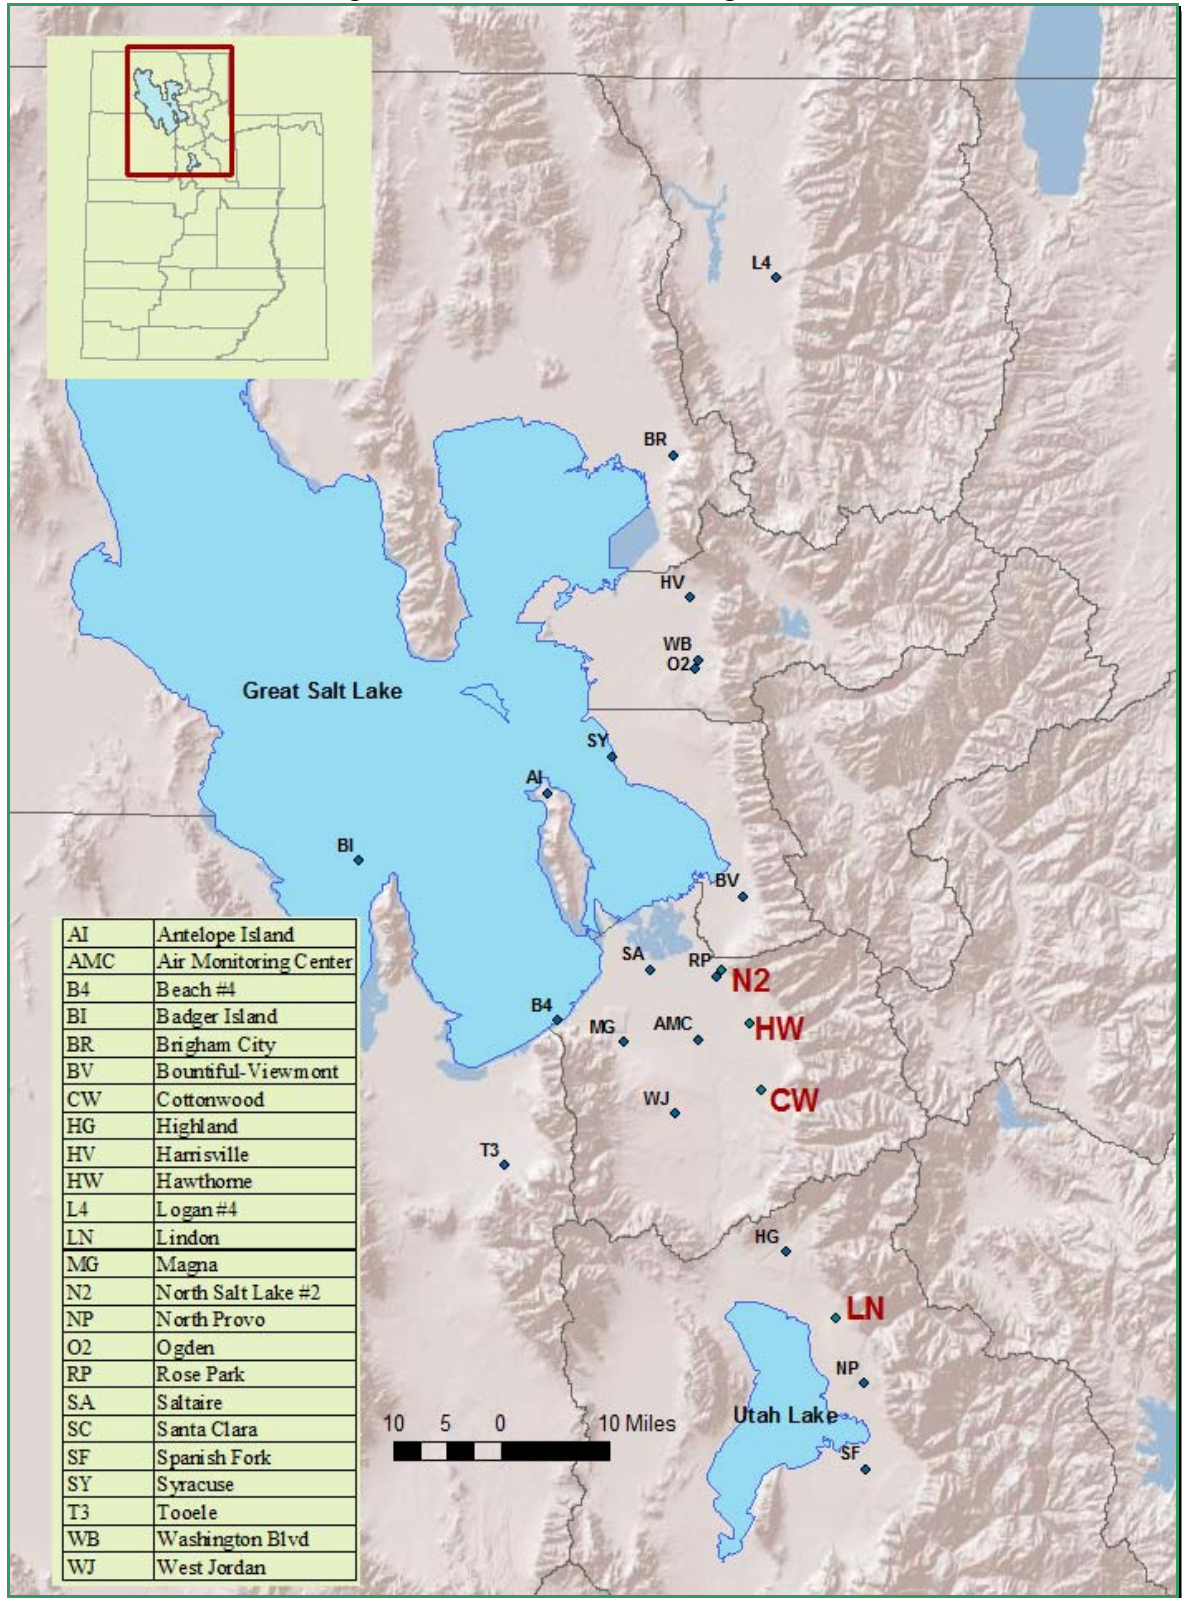 L4
BR
HV
WB
O2
Great Salt Lake
SY
AI
BI
BV
SA
RP
N2
B4
MG
AMC
HW
WJ
CW
T3
HG
LN
NP
Utah Lake
SF
10 5 0 10 Miles
AI Antelope Island
AMC Air Monitoring Center
B4 Beach #4
BI Badger Island
BR Brigham City
BV Bountiful-Viewmont
CW Cottonwood
HG Highland
HV Harrisville
HW Hawthorne
L4 Logan #4
LN Lindon
MG Magna
N2 North Salt Lake #2
NP North Provo
O2 Ogden
RP Rose Park
SA Saltaire
SC Santa Clara
SF Spanish Fork
SY Syracuse
T3 Tooele
WB Washington Blvd
WJ West Jordan